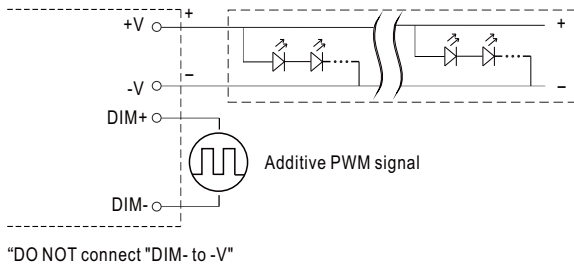 +V
+
+
-V
–
–
DIM+
Additive PWM signal
DIM-
“DO NOT connect "DIM- to -V"